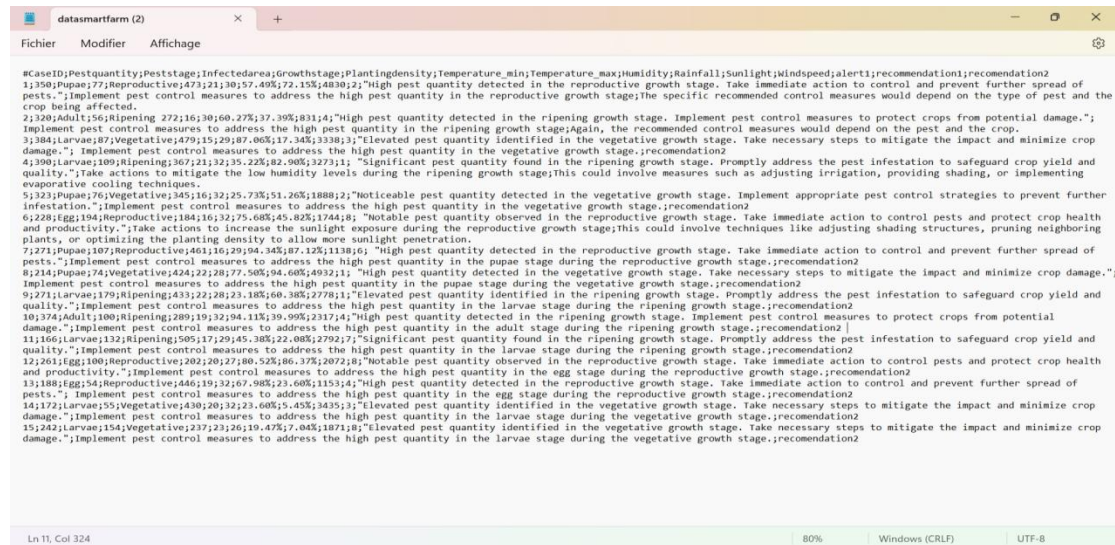 datasmartfarm (2)
Fichier Modifier Affichage
#CaseID;Pestquantity;Peststage;Infectedarea;Growthstage;Plantingdensity;Temperature_min;Temperature_max;Humidity;Rainfall;Sunlight;Windspeed;alert1;recommendation1;recomendation2
1;350;Pupae;77;Reproductive;473;21;30;57.49%;72.15%;4830;2;"High pest quantity detected in the reproductive growth stage. Take immediate action to control and prevent further spread of
pests.";Implement pest control measures to address the high pest quantity in the reproductive growth stage;The specific recommended control measures would depend on the type of pest and the
crop being affected.
2;320;Adult;56;Ripening 272;16;30;60.27%;37.39%;831;4;"High pest quantity detected in the ripening growth stage. Implement pest control measures to protect crops from potential damage.";
Implement pest control measures to address the high pest quantity in the ripening growth stage;Again, the recommended control measures would depend on the pest and the crop.
3;384;Larvae;87;Vegetative;479;15;29;87.06%;17.34%;3338;3;"Elevated pest quantity identified in the vegetative growth stage. Take necessary steps to mitigate the impact and minimize crop
damage."; Implement pest control measures to address the high pest quantity in the vegetative growth stage.;recomendation2
4;390;Larvae;109;Ripening;367;21;32;35.22%;82.90%;3273;1; "Significant pest quantity found in the ripening growth stage. Promptly address the pest infestation to safeguard crop yield and
quality.";Take actions to mitigate the low humidity levels during the ripening growth stage;This could involve measures such as adjusting irrigation, providing shading, or implementing
evaporative cooling techniques.
5;323;Pupae;76;Vegetative;345;16;32;25.73%;51.26%;1888;2;"Noticeable pest quantity observed in the vegetative growth stage. Implement appropriate pest control strategies to prevent further
infestation.";Implement pest control measures to address the high pest quantity in the vegetative growth stage.;recomendation2
6;228;Egg;194;Reproductive;184;16;32;75.68%;45.82%;1744;8; "Notable pest quantity observed in the reproductive growth stage. Take immediate action to control pests and protect crop health
and productivity.";Take actions to increase the sunlight exposure during the reproductive growth stage;This could involve techniques like adjusting shading structures, pruning neighboring
plants, or optimizing the planting density to allow more sunlight penetration.
7;271;Pupae;107;Reproductive;461;16;29;94.34%;87.12%;1138;6; "High pest quantity detected in the reproductive growth stage. Take immediate action to control and prevent further spread of
pests.";Implement pest control measures to address the high pest quantity in the pupae stage during the reproductive growth stage.;recomendation2
8;214;Pupae;74;Vegetative;424;22;28;77.50%;94.60%;4932;1; "High pest quantity detected in the vegetative growth stage. Take necessary steps to mitigate the impact and minimize crop damage.";
Implement pest control measures to address the high pest quantity in the pupae stage during the vegetative growth stage.;recomendation2
9;271;Larvae;179;Ripening;433;22;28;23.18%;60.38%;2778;1;"Elevated pest quantity identified in the ripening growth stage. Promptly address the pest infestation to safeguard crop yield and
quality.";Implement pest control measures to address the high pest quantity in the larvae stage during the ripening growth stage.;recomendation2
10;374;Adult;100;Ripening;289;19;32;94.11%;39.99%;2317;4;"High pest quantity detected in the ripening growth stage. Implement pest control measures to protect crops from potential
damage.";Implement pest control measures to address the high pest quantity in the adult stage during the ripening growth stage.;recomendation2
11;166;Larvae;132;Ripening;505;17;29;45.38%;22.08%;2792;7;"Significant pest quantity found in the ripening growth stage. Promptly address the pest infestation to safeguard crop yield and
quality.";Implement pest control measures to address the high pest quantity in the larvae stage during the ripening growth stage.;recomendation2
12;261;Egg;100;Reproductive;202;20;27;80.52%;86.37%;2072;8;"Notable pest quantity observed in the reproductive growth stage. Take immediate action to control pests and protect crop health
and productivity.";Implement pest control measures to address the high pest quantity in the egg stage during the reproductive growth stage.;recomendation2
13;188;Egg;54;Reproductive;446;19;32;67.98%;23.60%;1153;4;"High pest quantity detected in the reproductive growth stage. Take immediate action to control and prevent further spread of
pests."; Implement pest control measures to address the high pest quantity in the egg stage during the reproductive growth stage.;recomendation2
14;172;Larvae;55;Vegetative;430;20;32;23.60%;5.45%;3435;3;"Elevated pest quantity identified in the vegetative growth stage. Take necessary steps to mitigate the impact and minimize crop
damage.";Implement pest control measures to address the high pest quantity in the larvae stage during the vegetative growth stage.;recomendation2
15;242;Larvae;154;Vegetative;237;23;26;19.47%;7.04%;1871;8;"Elevated pest quantity identified in the vegetative growth stage. Take necessary steps to mitigate the impact and minimize crop
damage.";Implement pest control measures to address the high pest quantity in the larvae stage during the vegetative growth stage.;recomendation2
Ln 11, Col 324 80% Windows (CRLF) UTF-8